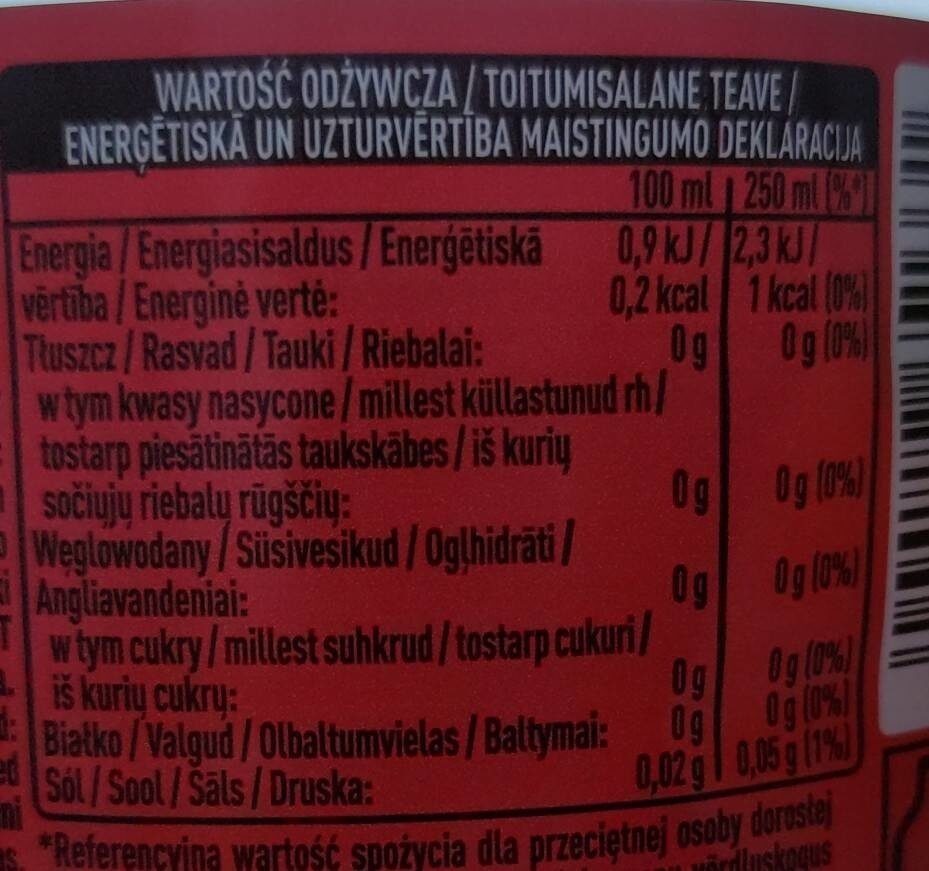 WARTOŚĆ ODŻYWCZA / TOITUMISALANE TEAVE /
ENERĢĒTISKĀ UN UZTURVĒRTĪBA MAISTINGUMO DEKLARACIJA
100 ml 250 ml (%*)
Energia / Energiasisaldus / Enerģētiskā 0,9 kJ / 2,3 kJ /
vērtība / Energinė vertė: 0,2 kcal 1 kcal (0%)
Tłuszcz / Rasvad / Tauki / Riebalai: 0 g 0 g (0%)
w tym kwasy nasycone / millest küllastunud rh /
tostarp piesātinātās taukskābes / iš kurių
sočiųjų riebalų rūgščių: 0 g 0 g (0%)
Węglowodany / Süsivesikud / Ogļhidrāti /
Angliavandeniai: 0 g 0 g (0%)
w tym cukry / millest suhkrud / tostarp cukuri /
iš kurių cukrų: 0 g 0 g (0%)
Białko / Valgud / Olbaltumvielas / Baltymai: 0 g 0 g (0%)
Sól / Sool / Sāls / Druska: 0,02 g 0,05 g (1%)
*Referencyjna wartość spożycia dla przeciętnej osoby dorosłej